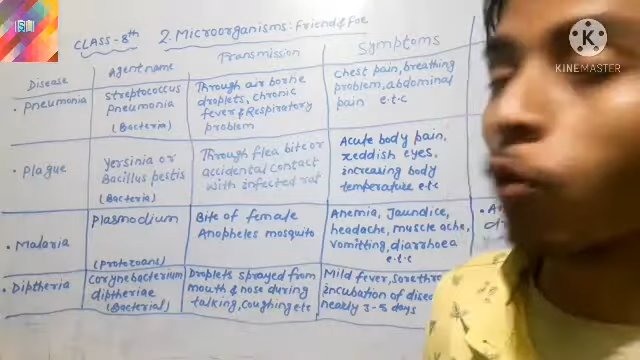 CLASS-8th
2. Microorganisms: Friend & Foe
KINEMASTER
Disease
Agent name
Transmission
Symptoms
• Pneumonia
streptococcus
pneumonia
(Bacteria)
Through air borne
droplets, chronic
fever & Respiratory
problem
Chest pain, breathing
problem, abdominal
pain e.t.c
• Plague
Yersinia or
Bacillus pestis
(Bacteria)
Through flea bite or
accidental contact
with infected rat
Acute body pain,
reddish eyes,
increasing body
temperature etc
• Malaria
Plasmodium
(Protozoans)
Bite of female
Anopheles mosquito
Anemia, Jaundice,
headache, muscle ache,
vomitting, diarrhoea
e.t.c
• Diptheria
Corynebacterium
diptheriae
(Bacterial)
Droplets sprayed from
mouth & nose during
talking, Coughing etc
Mild fever, Sore
incubation of
nearly 3-5 days